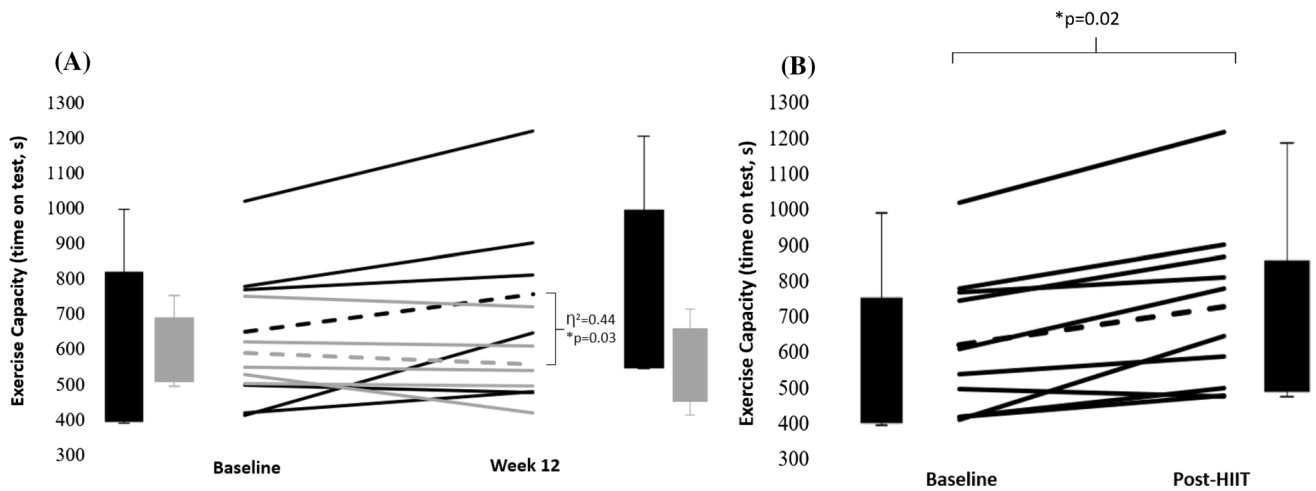 (A)
Exercise Capacity (time on test, s)
1300
1200
1100
1000
900
800
700
600
500
400
300
Baseline
Week 12
η²=0.44
*p=0.03
*p=0.02
(B)
Exercise Capacity (time on test, s)
1300
1200
1100
1000
900
800
700
600
500
400
300
Baseline
Post-HIIT